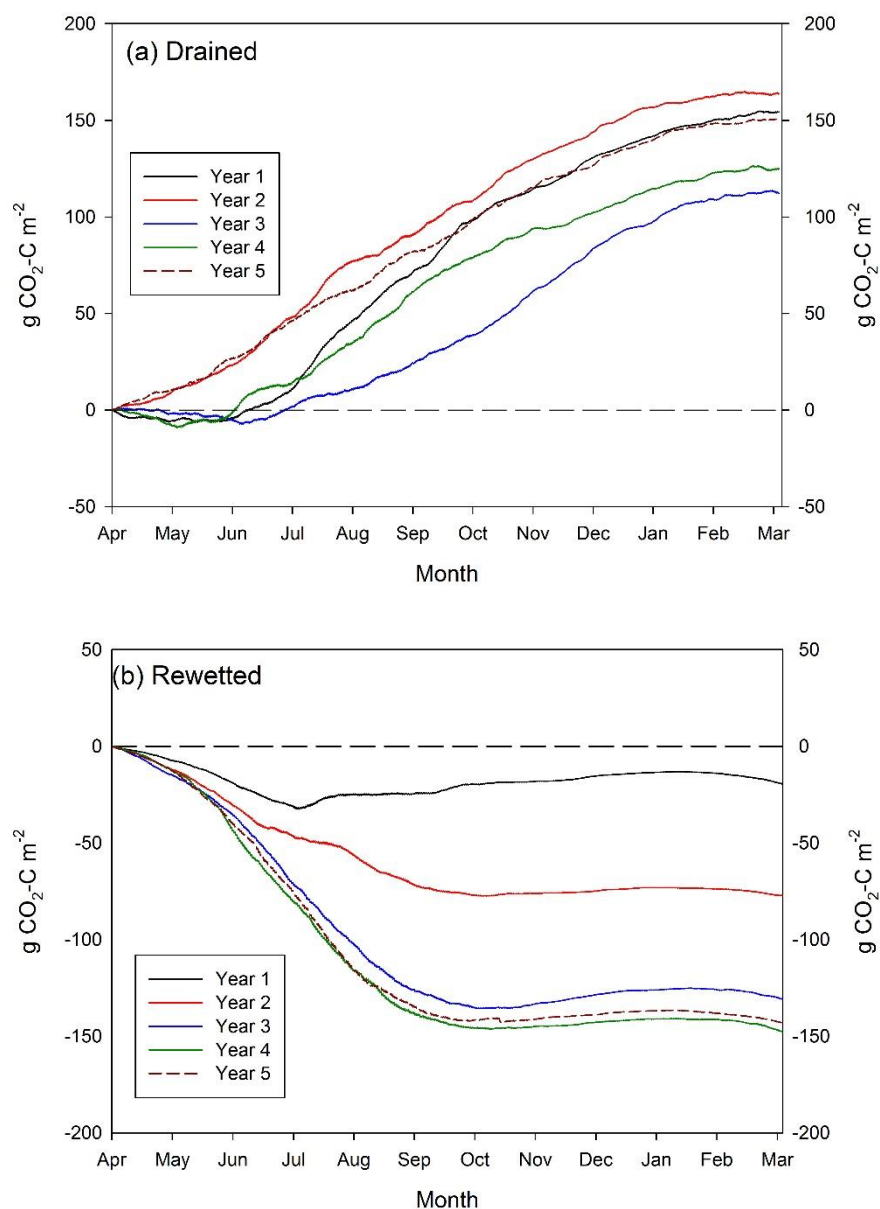 (a) Drained
200
150
100
50
0
-50
g CO₂-C m⁻²
Year 1
Year 2
Year 3
Year 4
Year 5
200
150
100
50
0
-50
g CO₂-C m⁻²
Apr May Jun Jul Aug Sep Oct Nov Dec Jan Feb Mar
Month
(b) Rewetted
50
0
-50
-100
-150
-200
g CO₂-C m⁻²
Year 1
Year 2
Year 3
Year 4
Year 5
50
0
-50
-100
-150
-200
g CO₂-C m⁻²
Apr May Jun Jul Aug Sep Oct Nov Dec Jan Feb Mar
Month